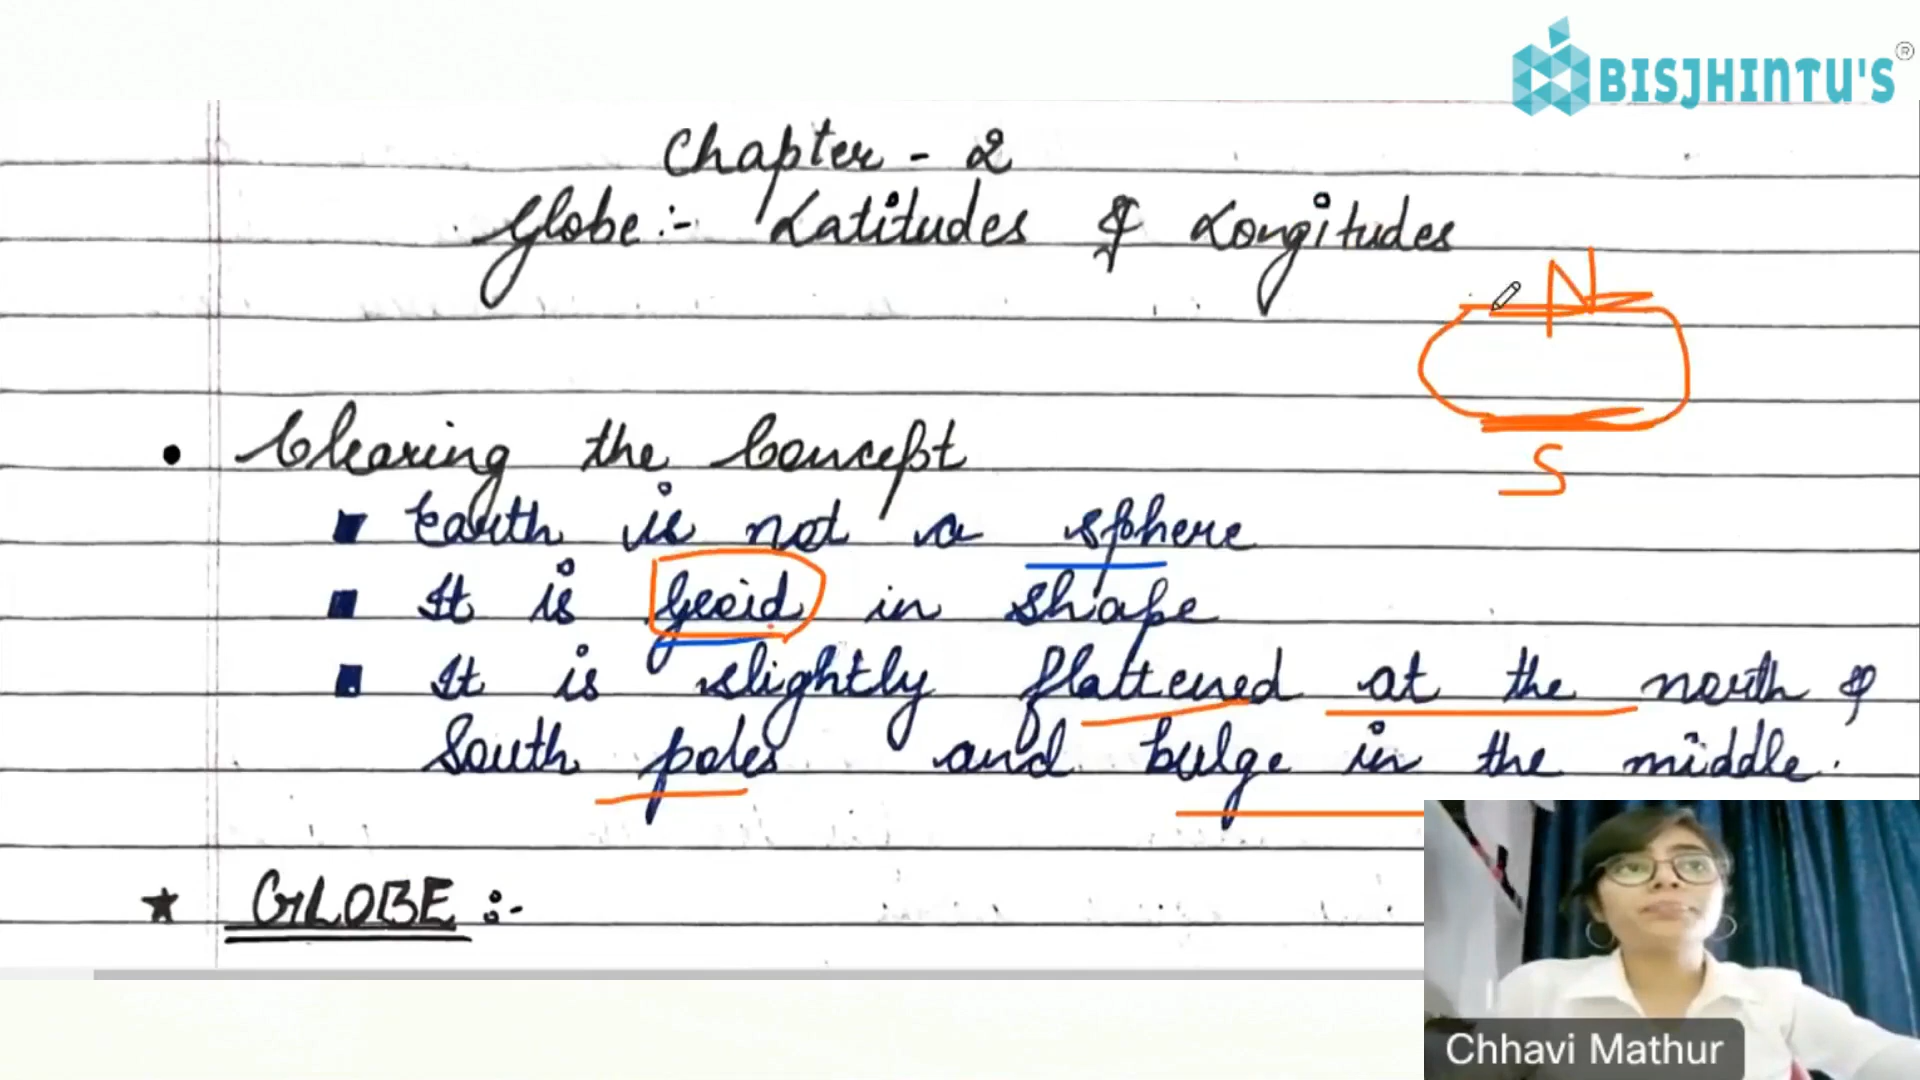 BISJHINTU'S®
Chapter - 2
Globe :- Latitudes & Longitudes
N
S
• Clearing the Concept
▪ Earth is not a sphere
▪ It is Geoid in shape
▪ It is slightly flattened at the north &
South poles and bulge in the middle.
★ GLOBE :-
Chhavi Mathur